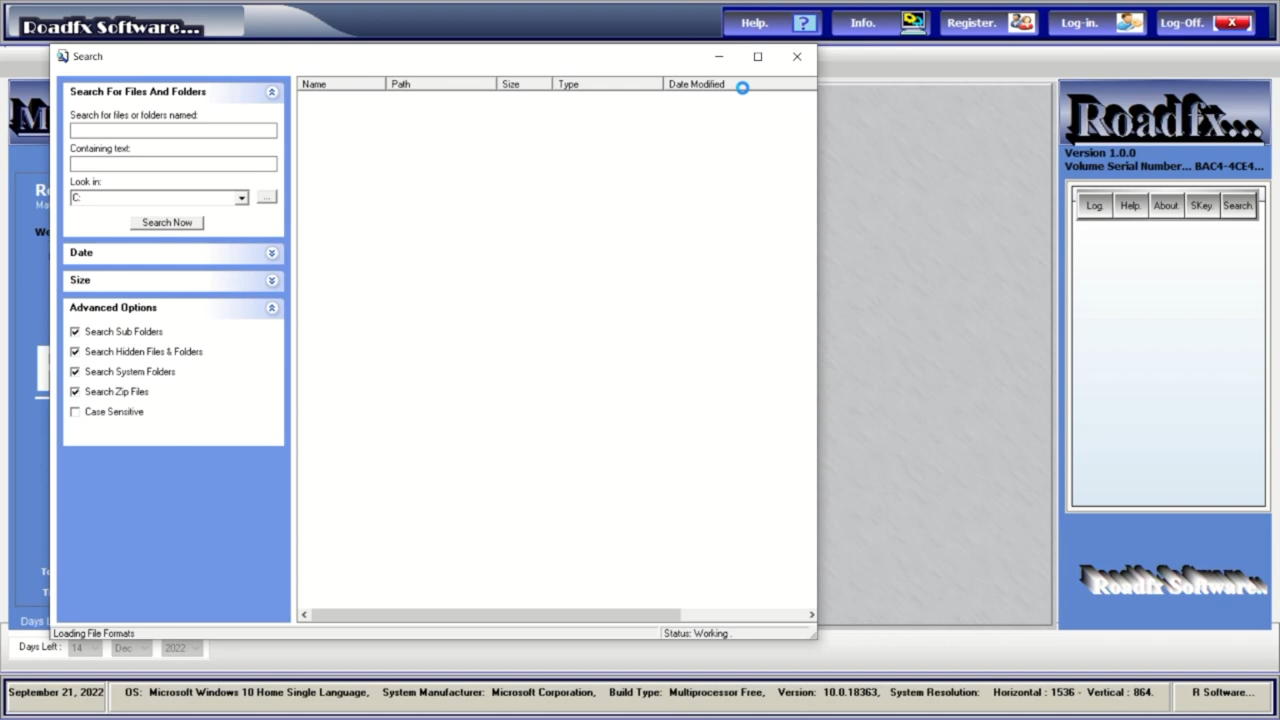 Roadfx Software...
Help.
Info.
Register.
Log-in.
Log-Off.
X
Search
Search For Files And Folders
Search for files or folders named:
Containing text:
Look in:
C:
...
Search Now
Date
Size
Advanced Options
Search Sub Folders
Search Hidden Files & Folders
Search System Folders
Search Zip Files
Case Sensitive
Name Path Size Type Date Modified
Loading File Formats
Status: Working .
M
We
Days L
Roadfx...
Version 1.0.0
Volume Serial Number... BAC4-4CE4...
Log. Help. About. SKey. Search.
Roadfx Software..
Days Left : 14 Dec 2022
September 21, 2022 OS: Microsoft Windows 10 Home Single Language, System Manufacturer: Microsoft Corporation, Build Type: Multiprocessor Free, Version: 10.0.18363, System Resolution: Horizontal : 1536 - Vertical : 864. R Software...